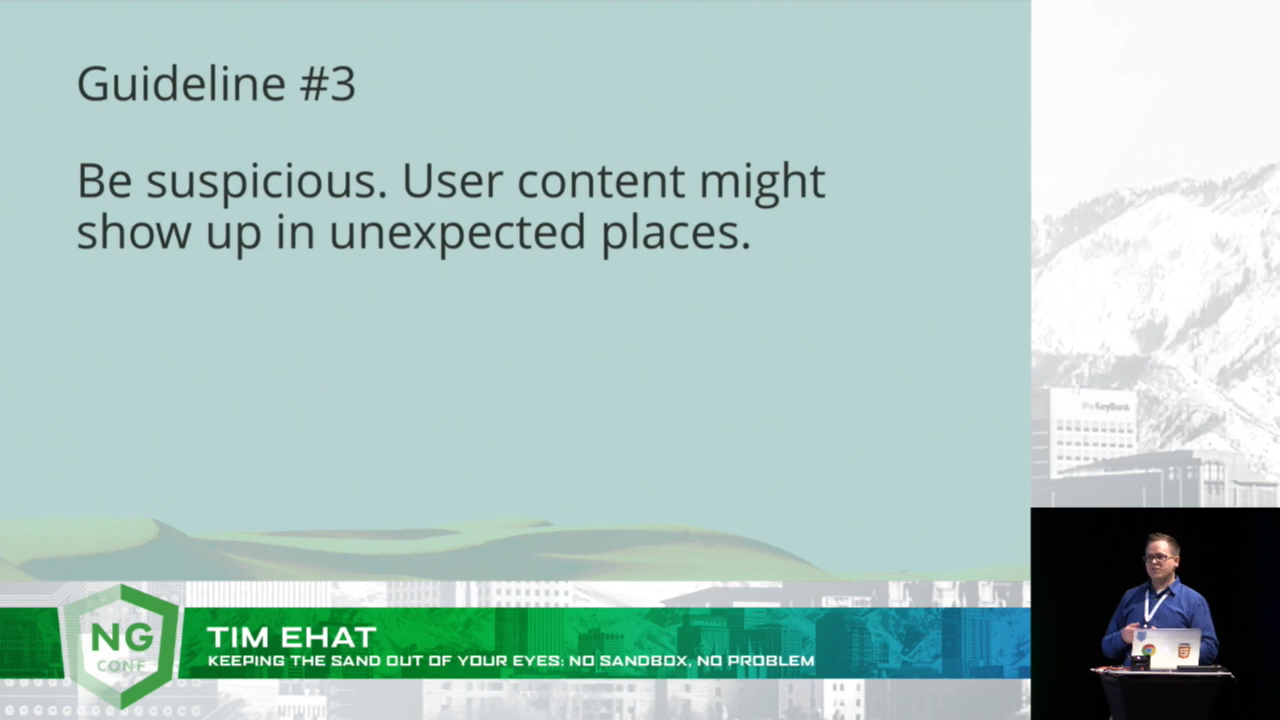 Guideline #3
Be suspicious. User content might
show up in unexpected places.
NG
CONF
TIM EHAT
KEEPING THE SAND OUT OF YOUR EYES: NO SANDBOX, NO PROBLEM
KeyBank